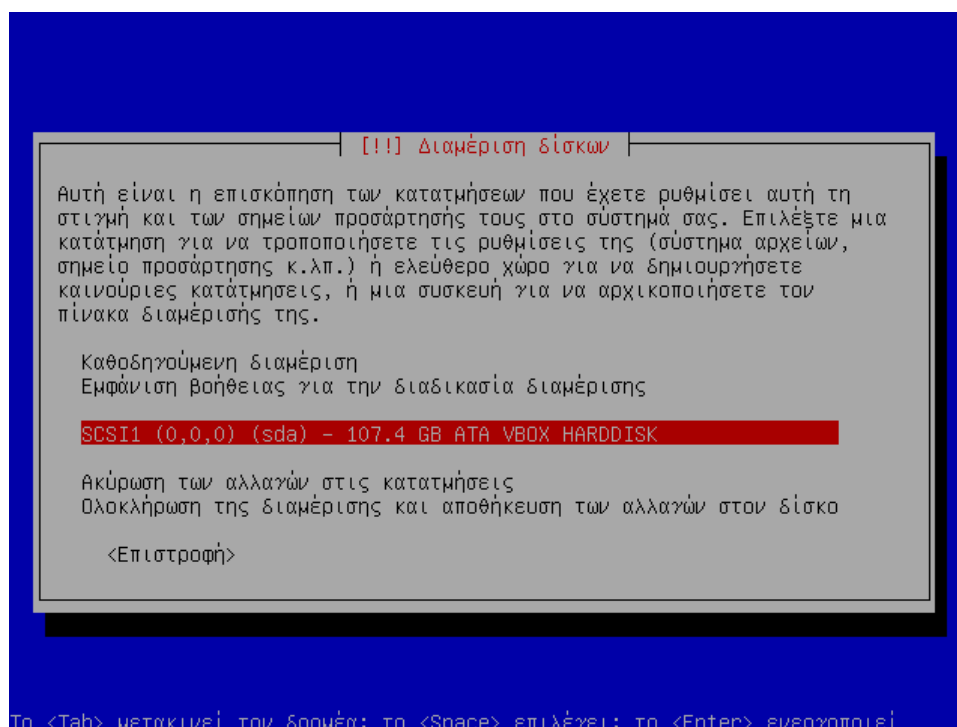 [!!] Διαμέριση δίσκων
Αυτή είναι η επισκόπηση των κατατμήσεων που έχετε ρυθμίσει αυτή τη
στιγμή και των σημείων προσάρτησής τους στο σύστημά σας. Επιλέξτε μια
κατάτμηση για να τροποποιήσετε τις ρυθμίσεις της (σύστημα αρχείων,
σημείο προσάρτησης κ.λπ.) ή ελεύθερο χώρο για να δημιουργήσετε
καινούριες κατάτμησεις, ή μια συσκευή για να αρχικοποιήσετε τον
πίνακα διαμέρισής της.
Καθοδηγούμενη διαμέριση
Εμφάνιση βοήθειας για την διαδικασία διαμέρισης
SCSI1 (0,0,0) (sda) - 107.4 GB ATA VBOX HARDDISK
Ακύρωση των αλλαγών στις κατατμήσεις
Ολοκλήρωση της διαμέρισης και αποθήκευση των αλλαγών στον δίσκο
<Επιστροφή>
Το <Tab> μετακινεί τον δρομέα; το <Space> επιλέγει; το <Enter> ενεργοποιεί